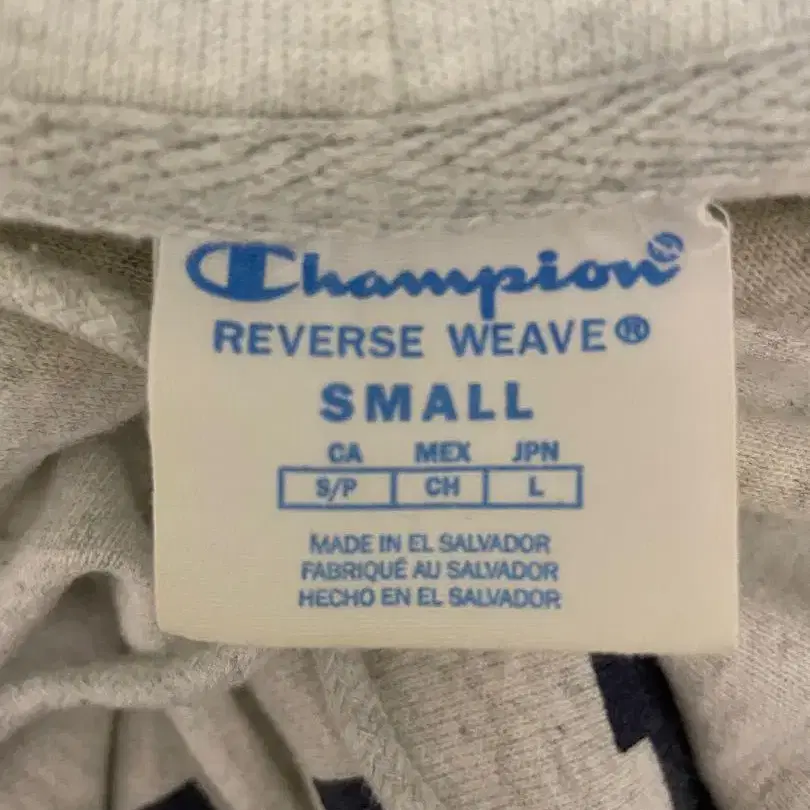 Champion®
REVERSE WEAVE®
SMALL
CA MEX JPN
S/P CH L
MADE IN EL SALVADOR
FABRIQUÉ AU SALVADOR
HECHO EN EL SALVADOR